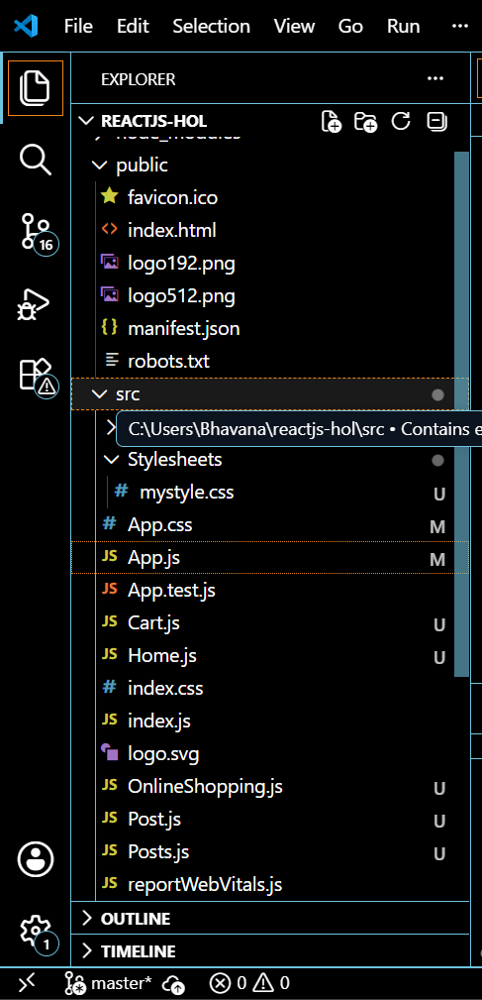 File Edit Selection View Go Run ···
EXPLORER ···
REACTJS-HOL
node_modules
public
favicon.ico
index.html
logo192.png
logo512.png
manifest.json
robots.txt
src
C:\Users\Bhavana\reactjs-hol\src • Contains e
Stylesheets
mystyle.css U
App.css M
App.js M
App.test.js
Cart.js U
Home.js U
index.css
index.js
logo.svg
OnlineShopping.js U
Post.js U
Posts.js U
reportWebVitals.js
OUTLINE
TIMELINE
16
1
master* 0 0